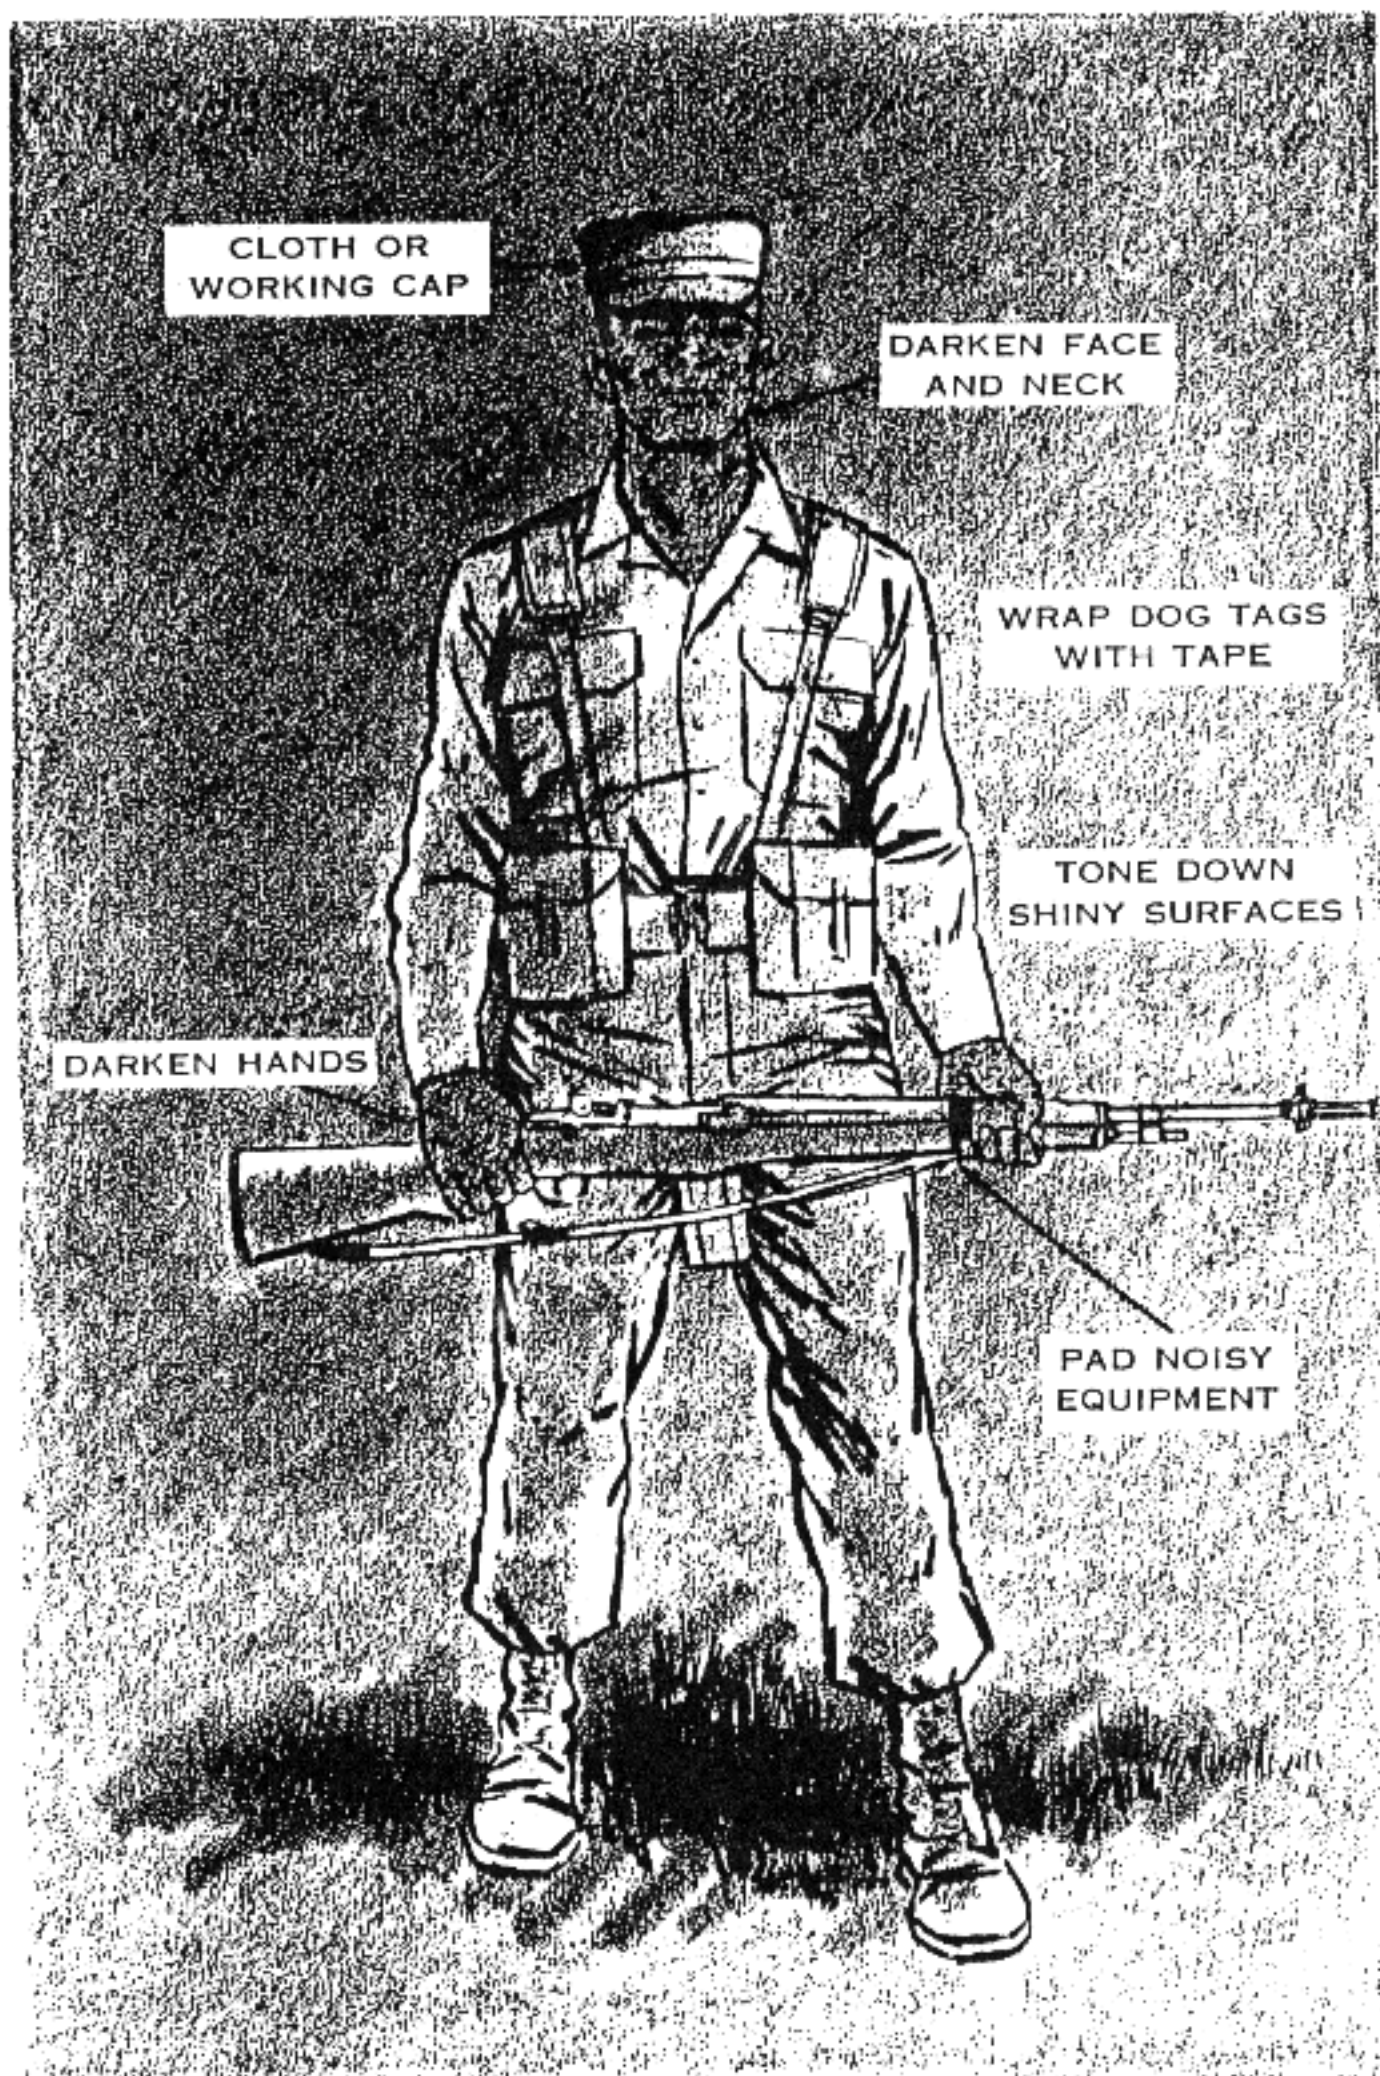 CLOTH OR
WORKING CAP
DARKEN FACE
AND NECK
WRAP DOG TAGS
WITH TAPE
TONE DOWN
SHINY SURFACES
DARKEN HANDS
PAD NOISY
EQUIPMENT